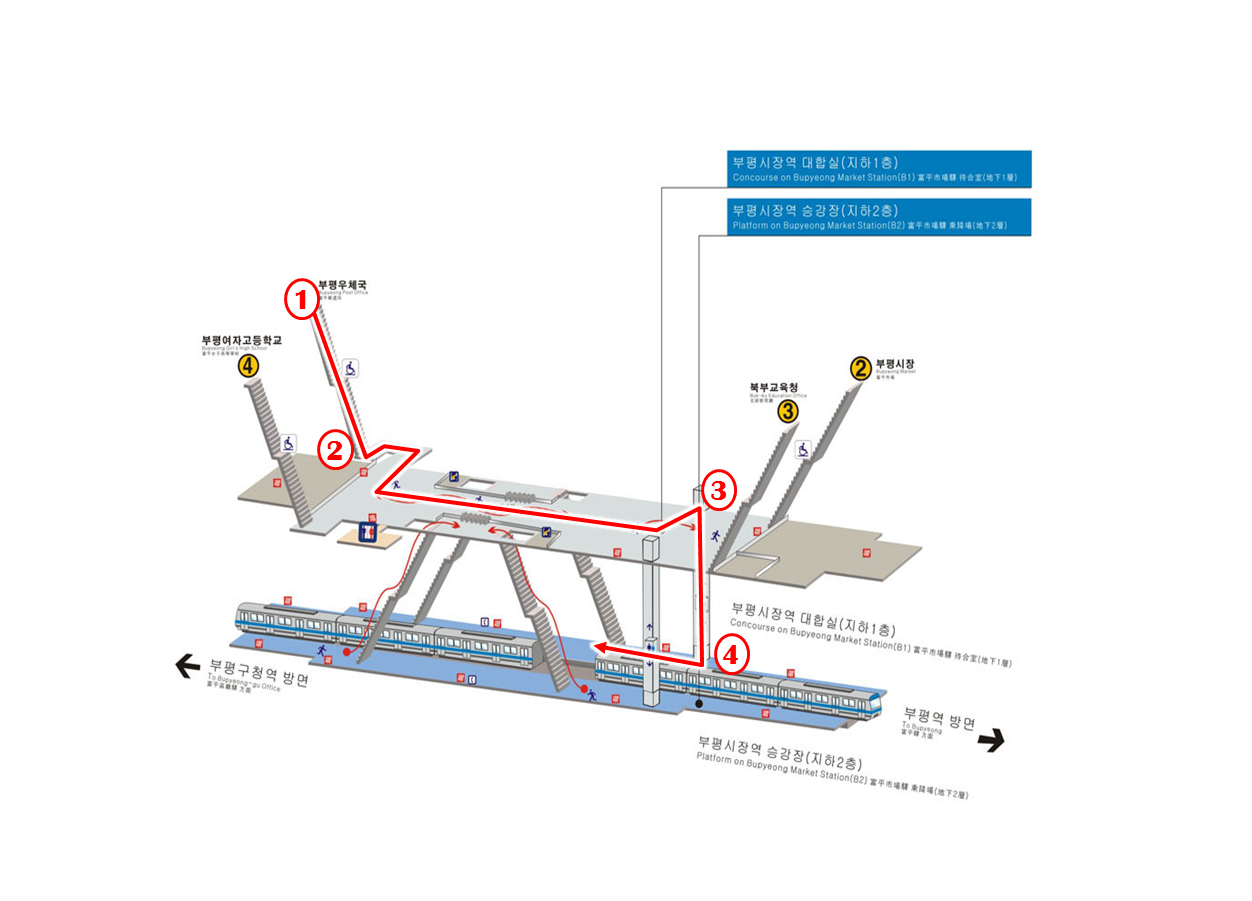 부평시장역 대합실(지하1층)
Concourse on Bupyeong Market Station(B1) 富平市場驛 待合室(地下1層)
부평시장역 승강장(지하2층)
Platform on Bupyeong Market Station(B2) 富平市場驛 乘降場(地下2層)
1
부평우체국
Bupyeong Post Office
부평여자고등학교
Bupyeong Girl's High School
富平女子高等學校
4
2
부평시장
Bupyeong Market
富平市場
북부교육청
Buk-bu Education Office
北部敎育廳
3
2
3
4
부평시장역 대합실(지하1층)
Concourse on Bupyeong Market Station(B1) 富平市場驛 待合室(地下1層)
부평구청역 방면
To Bupyeong-gu Office
富平區廳驛 方面
부평역 방면
To Bupyeong
富平驛 方面
부평시장역 승강장(지하2층)
Platform on Bupyeong Market Station(B2) 富平市場驛 乘降場(地下2層)